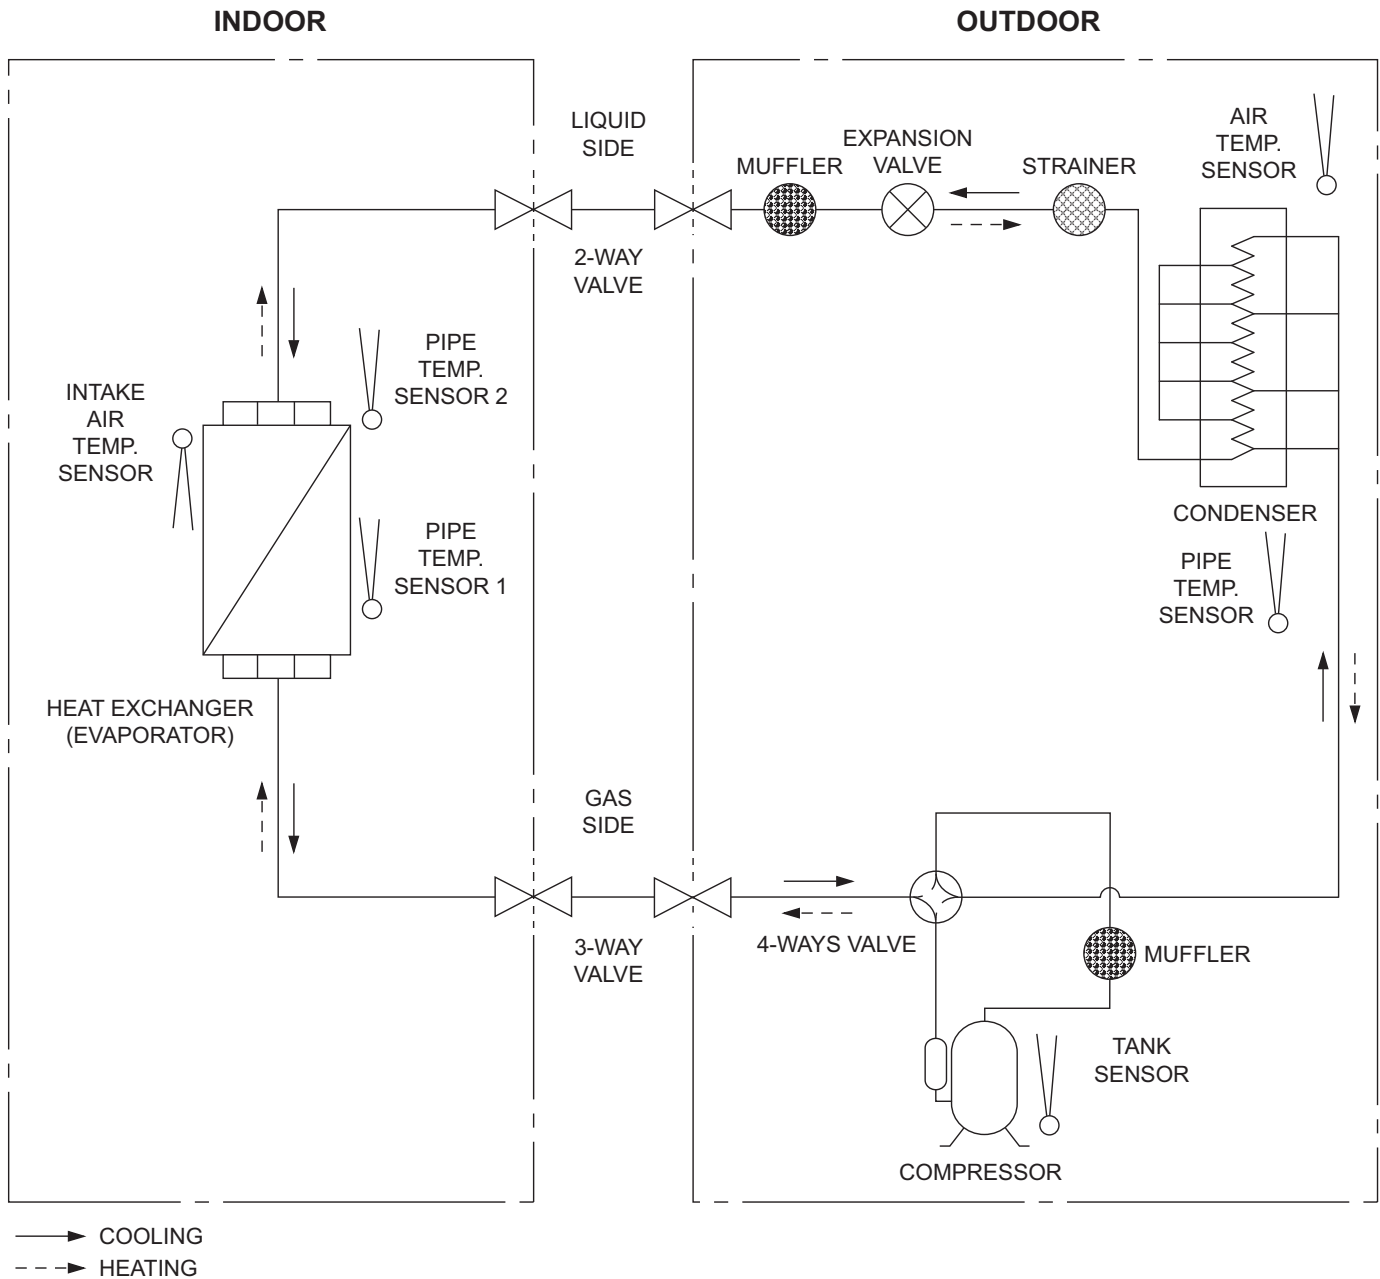 INDOOR
OUTDOOR
LIQUID
SIDE
2-WAY
VALVE
MUFFLER
EXPANSION
VALVE
STRAINER
AIR
TEMP.
SENSOR
PIPE
TEMP.
SENSOR 2
INTAKE
AIR
TEMP.
SENSOR
PIPE
TEMP.
SENSOR 1
CONDENSER
PIPE
TEMP.
SENSOR
HEAT EXCHANGER
(EVAPORATOR)
GAS
SIDE
3-WAY
VALVE
4-WAYS VALVE
MUFFLER
TANK
SENSOR
COMPRESSOR
COOLING
HEATING